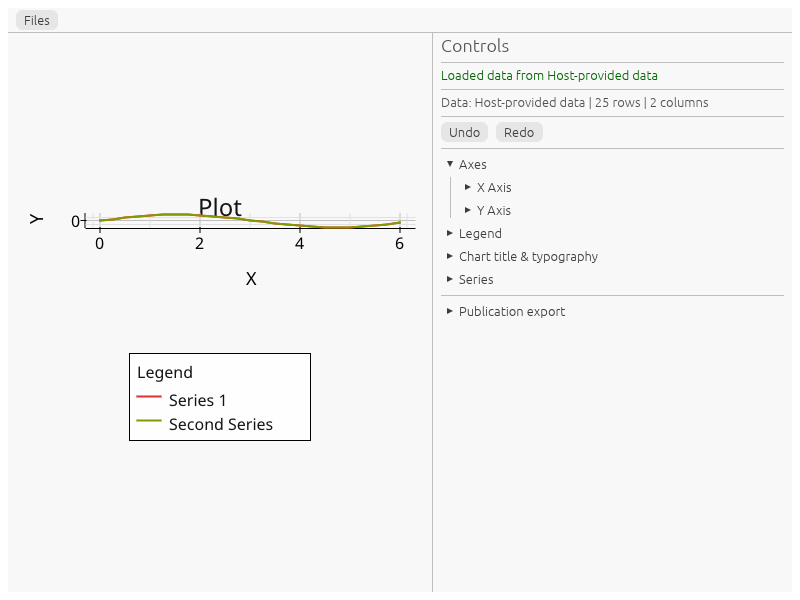 Files
Plot
Y
0
0 2 4 6
X
Legend
Series 1
Second Series
Controls
Loaded data from Host-provided data
Data: Host-provided data | 25 rows | 2 columns
Undo Redo
Axes
X Axis
Y Axis
Legend
Chart title & typography
Series
Publication export